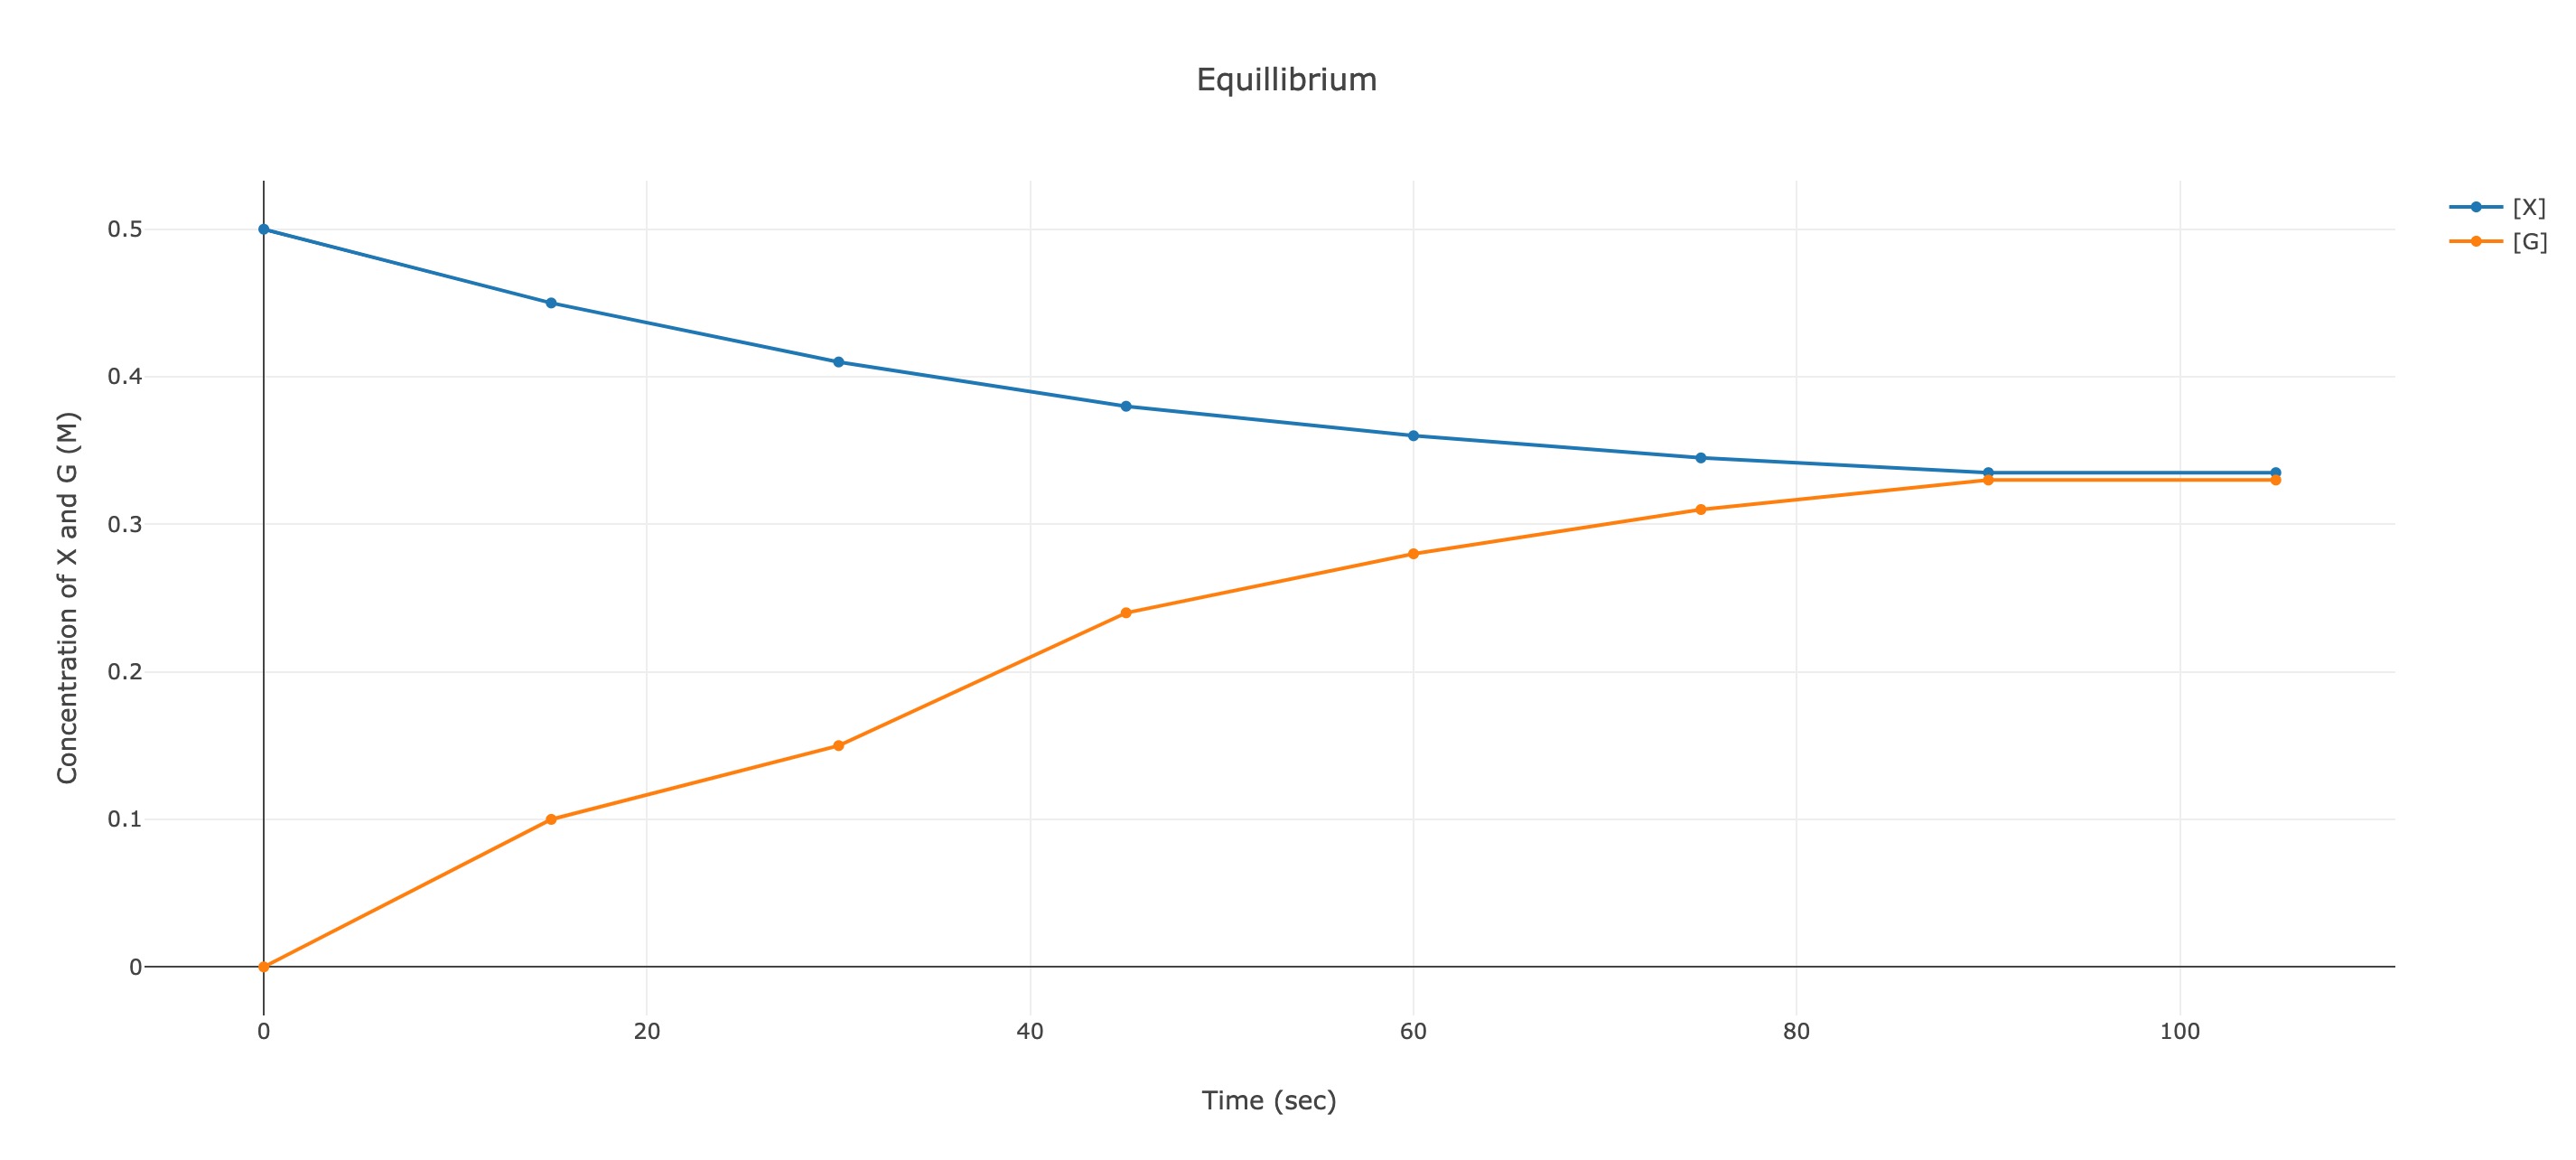 Equillibrium
[X]
[G]
Concentration of X and G (M)
0.5
0.4
0.3
0.2
0.1
0
0 20 40 60 80 100
Time (sec)